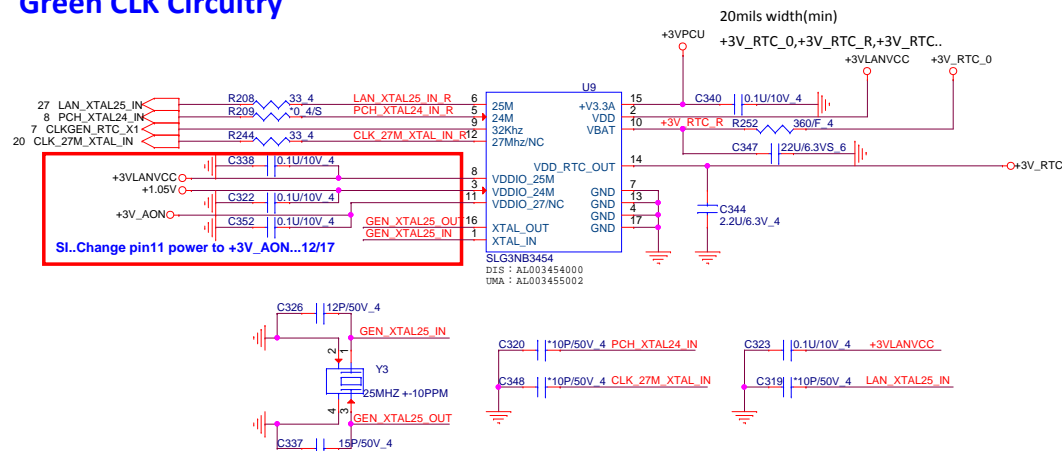 Green CLK Circuitry
20mils width(min)
+3V_RTC_0,+3V_RTC_R,+3V_RTC..
+3VPCU
+3VLANVCC
+3V_RTC_0
U9
27 LAN_XTAL25_IN
R208
33_4
LAN_XTAL25_IN_R
6
25M
+V3.3A
15
C340
0.1U/10V_4
8 PCH_XTAL24_IN
R209
*0_4/S
PCH_XTAL24_IN_R
5
24M
VDD
2
7 CLKGEN_RTC_X1
9
32Khz
VBAT
10
+3V_RTC_R
R252
360/F_4
20 CLK_27M_XTAL_IN
R244
33_4
CLK_27M_XTAL_IN_R
12
27Mhz/NC
C347
22U/6.3VS_6
C338
0.1U/10V_4
VDD_RTC_OUT
14
+3V_RTC
+3VLANVCC
8
VDDIO_25M
+1.05V
3
VDDIO_24M
GND
7
C322
0.1U/10V_4
11
VDDIO_27/NC
GND
13
+3V_AON
GND
4
C344
2.2U/6.3V_4
C352
0.1U/10V_4
GEN_XTAL25_OUT
16
XTAL_OUT
GND
17
GEN_XTAL25_IN
1
XTAL_IN
SI..Change pin11 power to +3V_AON...12/17
SLG3NB3454
DIS : AL003454000
UMA : AL003455002
C326
12P/50V_4
GEN_XTAL25_IN
2
1
Y3
25MHZ +-10PPM
4
3
GEN_XTAL25_OUT
C337
15P/50V_4
C320
*10P/50V_4
PCH_XTAL24_IN
C348
*10P/50V_4
CLK_27M_XTAL_IN
C323
0.1U/10V_4
+3VLANVCC
C319
*10P/50V_4
LAN_XTAL25_IN